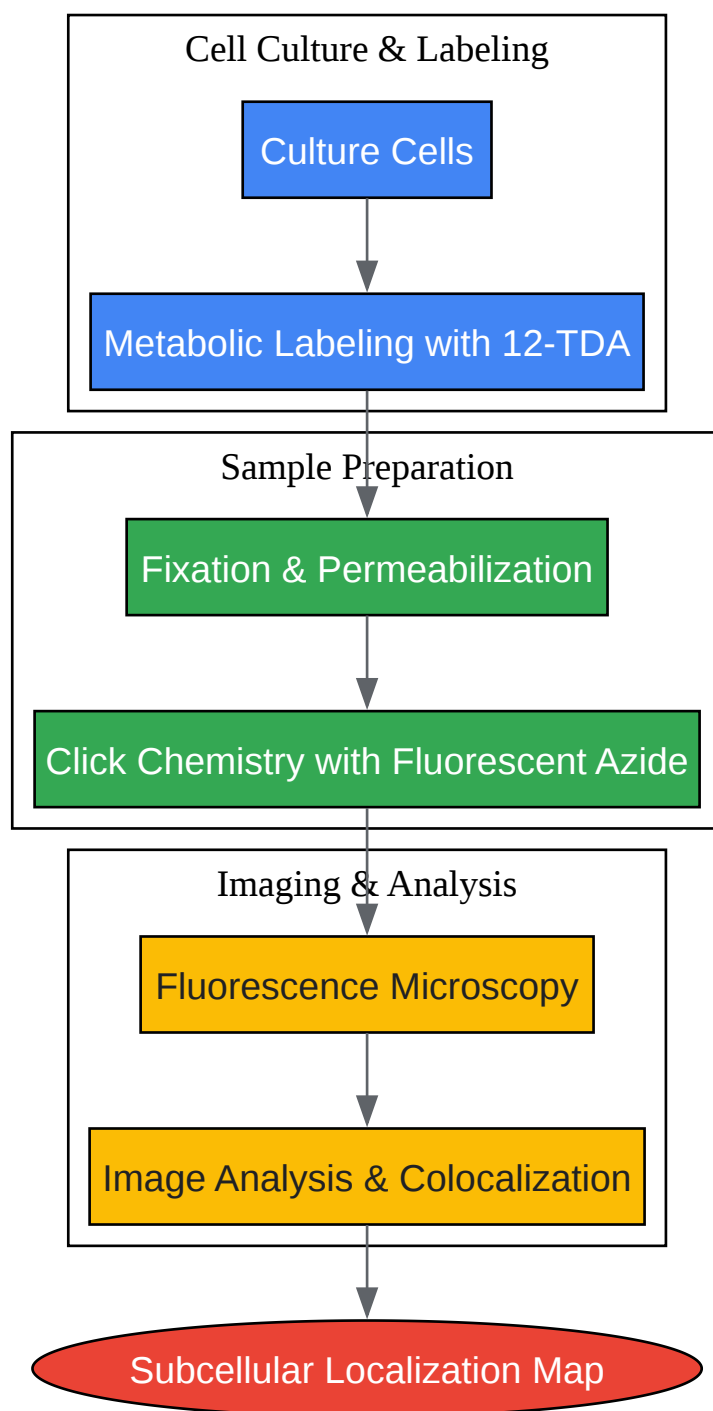 Cell Culture & Labeling
Culture Cells
Metabolic Labeling with 12-TDA
Sample Preparation
Fixation & Permeabilization
Click Chemistry with Fluorescent Azide
Imaging & Analysis
Fluorescence Microscopy
Image Analysis & Colocalization
Subcellular Localization Map